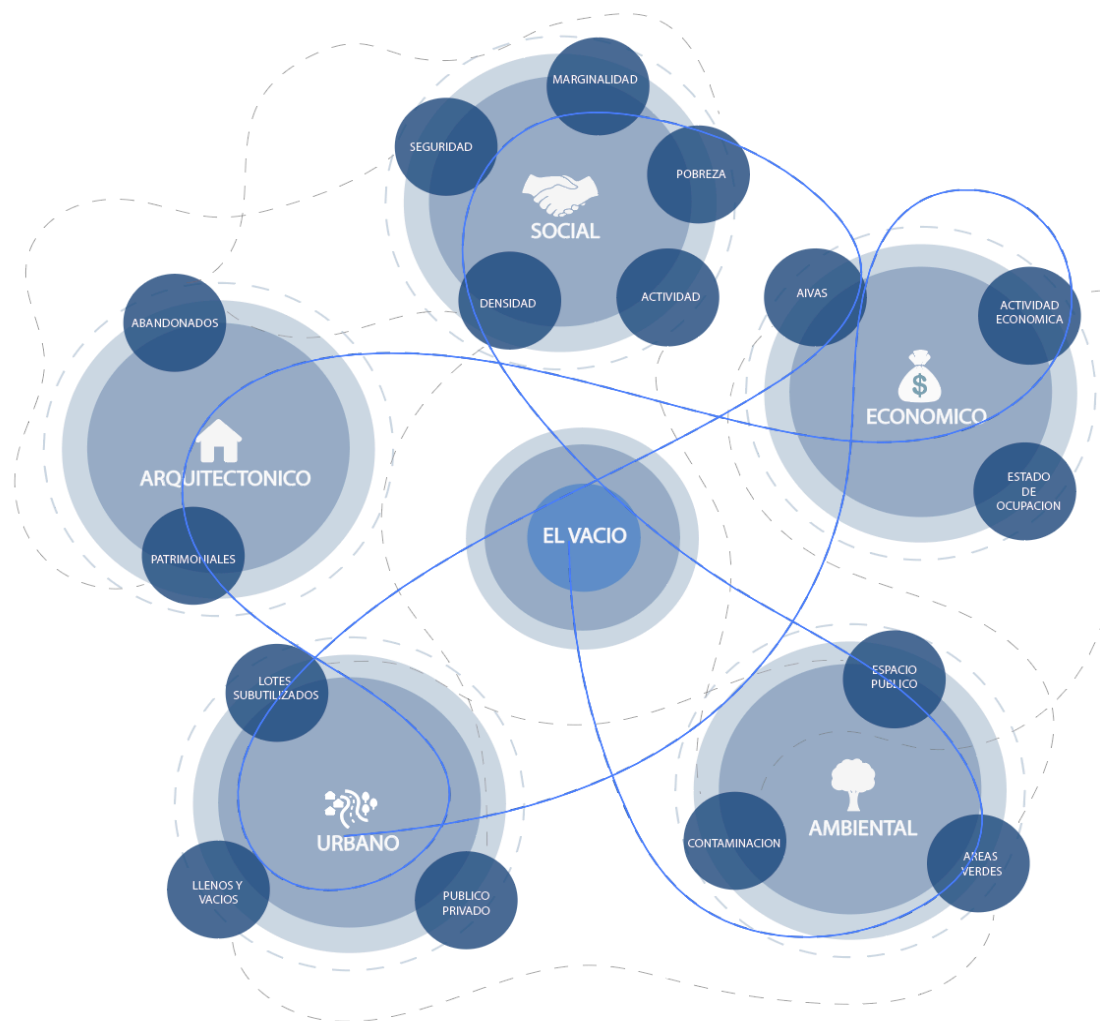 MARGINALIDAD
SEGURIDAD
POBREZA
SOCIAL
DENSIDAD
ACTIVIDAD
AIVAS
ACTIVIDAD
ECONOMICA
ECONOMICO
ESTADO
DE
OCUPACION
ABANDONADOS
ARQUITECTONICO
PATRIMONIALES
EL VACIO
LOTES
SUBUTILIZADOS
URBANO
LLENOS Y
VACIOS
PUBLICO
PRIVADO
ESPACIO
PUBLICO
AMBIENTAL
CONTAMINACION
AREAS
VERDES